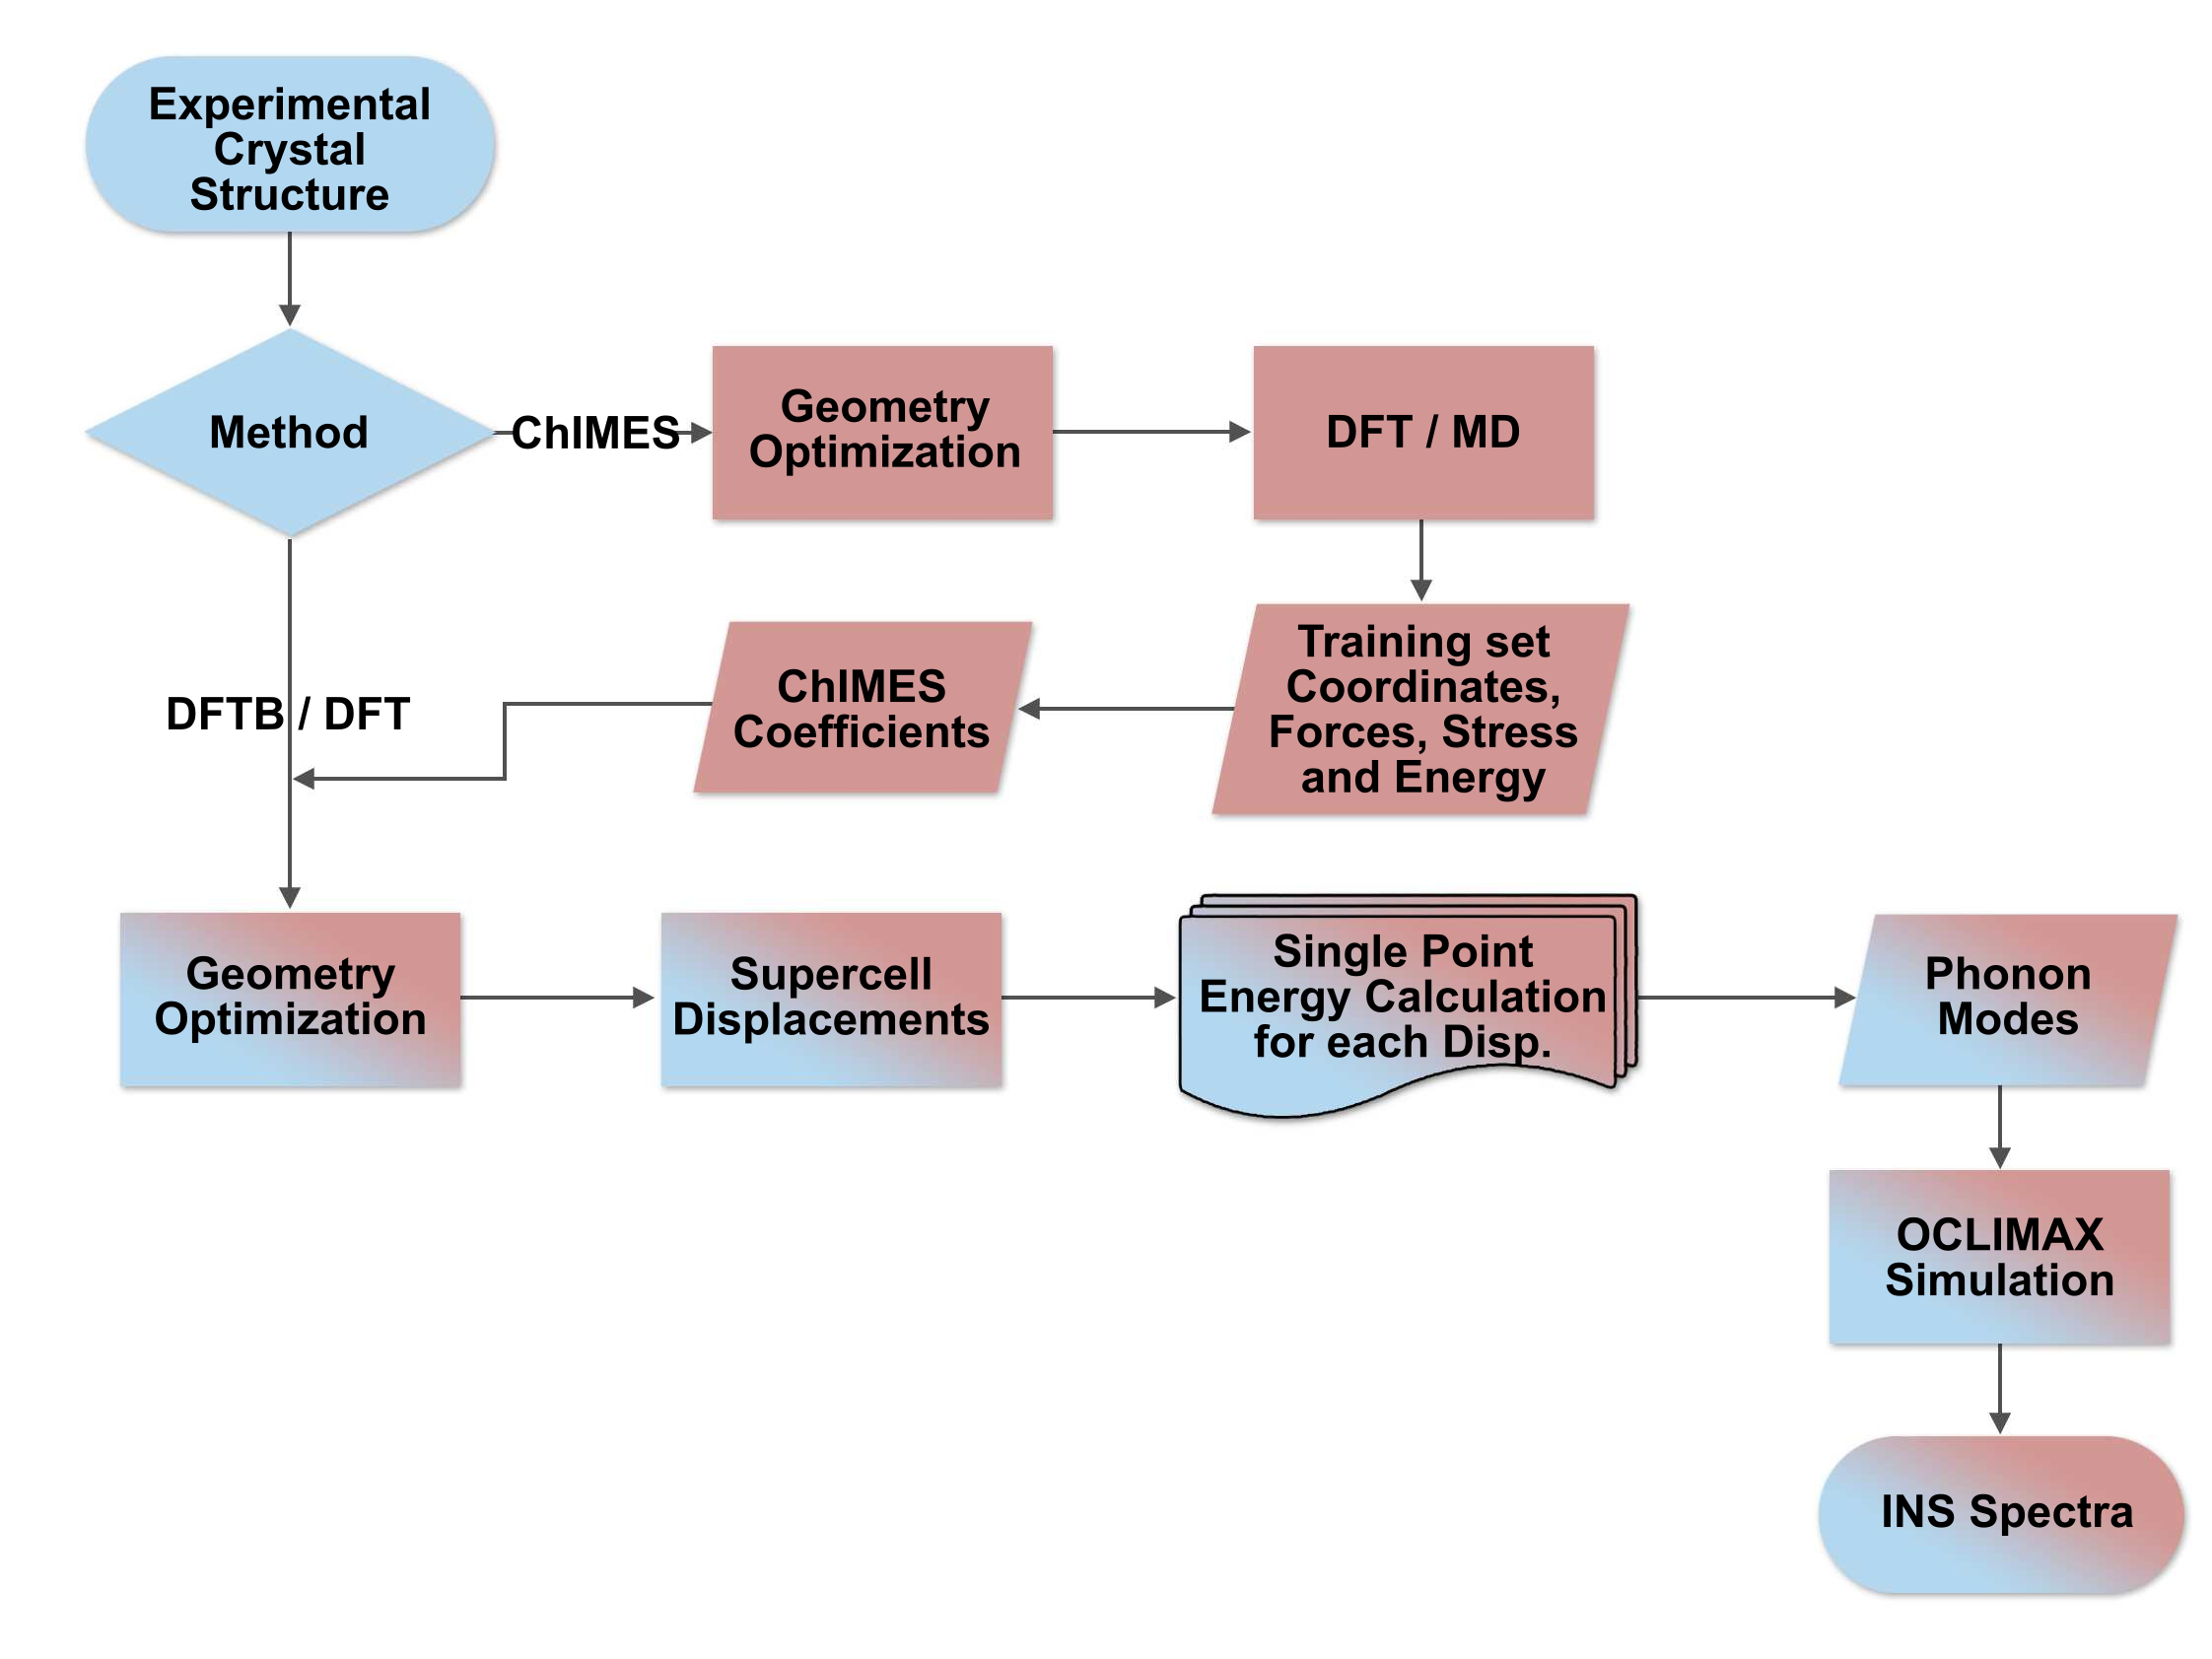 Experimental
Crystal
Structure
Method
ChIMES
Geometry
Optimization
DFT / MD
Training set
Coordinates,
Forces, Stress
and Energy
ChIMES
Coefficients
DFTB / DFT
Geometry
Optimization
Supercell
Displacements
Single Point
Energy Calculation
for each Disp.
Phonon
Modes
OCLIMAX
Simulation
INS Spectra